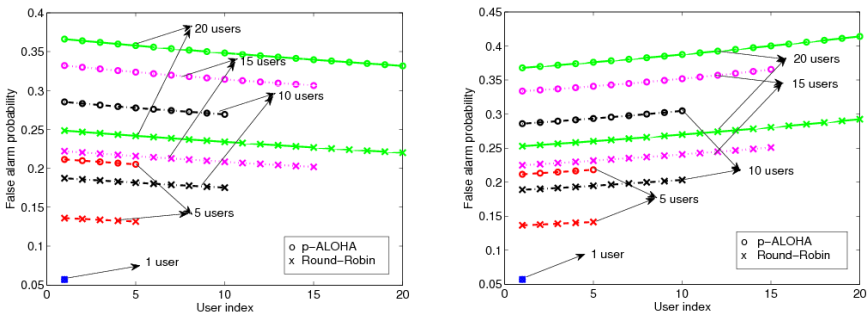 0.4
0.35
0.3
0.25
0.2
0.15
0.1
0.05
False alarm probability
0
5
10
15
20
User index
20 users
15 users
10 users
5 users
1 user
p-ALOHA
Round-Robin
0.45
0.4
0.35
0.3
0.25
0.2
0.15
0.1
0.05
False alarm probability
0
5
10
15
20
User index
20 users
15 users
10 users
5 users
1 user
p-ALOHA
Round-Robin